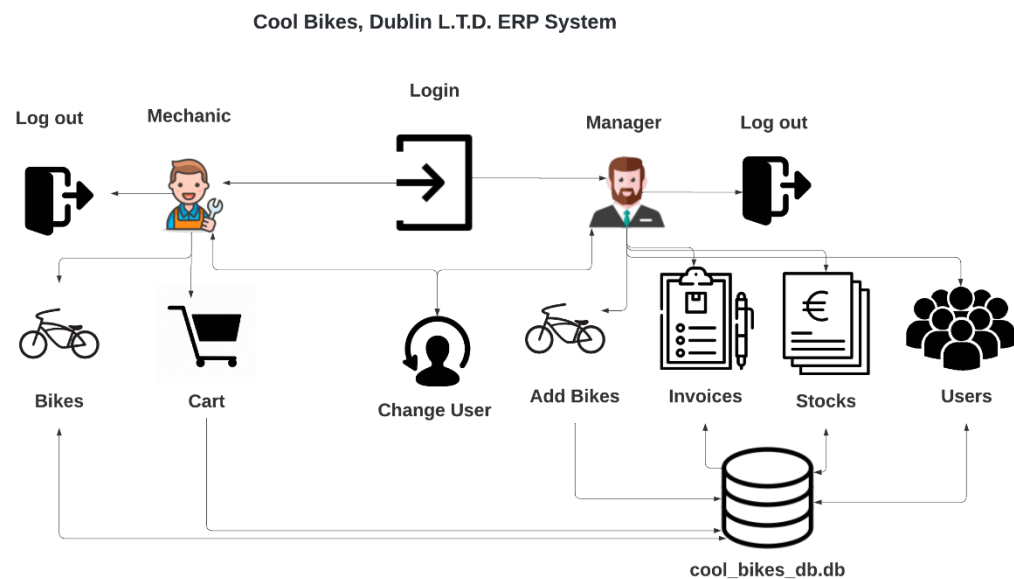 Cool Bikes, Dublin L.T.D. ERP System
Login
Log out
Mechanic
Manager
Log out
Bikes
Cart
Change User
Add Bikes
Invoices
Stocks
Users
cool_bikes_db.db